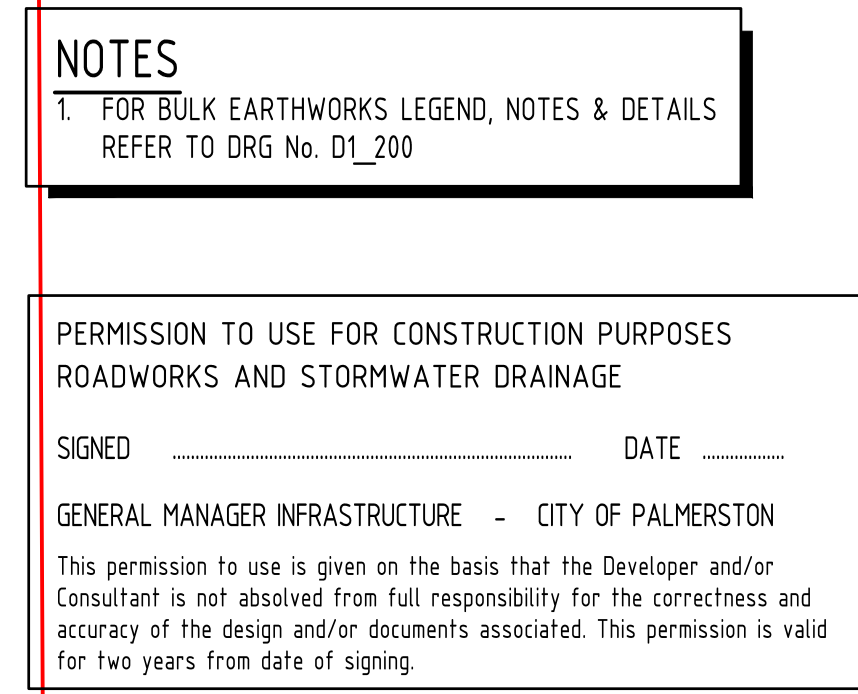 NOTES
1. FOR BULK EARTHWORKS LEGEND, NOTES & DETAILS
REFER TO DRG No. D1_200
PERMISSION TO USE FOR CONSTRUCTION PURPOSES
ROADWORKS AND STORMWATER DRAINAGE
SIGNED ........................................ DATE ..................
GENERAL MANAGER INFRASTRUCTURE - CITY OF PALMERSTON
This permission to use is given on the basis that the Developer and/or
Consultant is not absolved from full responsibility for the correctness and
accuracy of the design and/or documents associated. This permission is valid
for two years from date of signing.